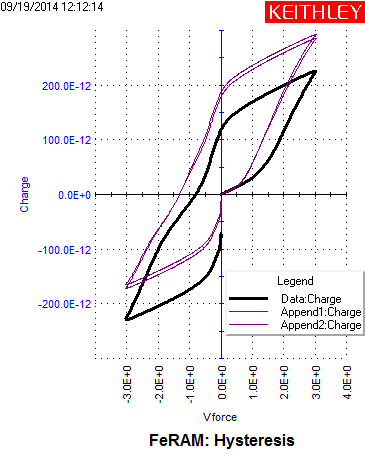 09/19/2014 12:12:14
KEITHLEY
200.0E-12
100.0E-12
0.0E+0
-100.0E-12
-200.0E-12
Charge
Legend
Data:Charge
Append1:Charge
Append2:Charge
-3.0E+0 -2.0E+0 -1.0E+0 0.0E+0 1.0E+0 2.0E+0 3.0E+0 4.0E+0
Vforce
FeRAM: Hysteresis